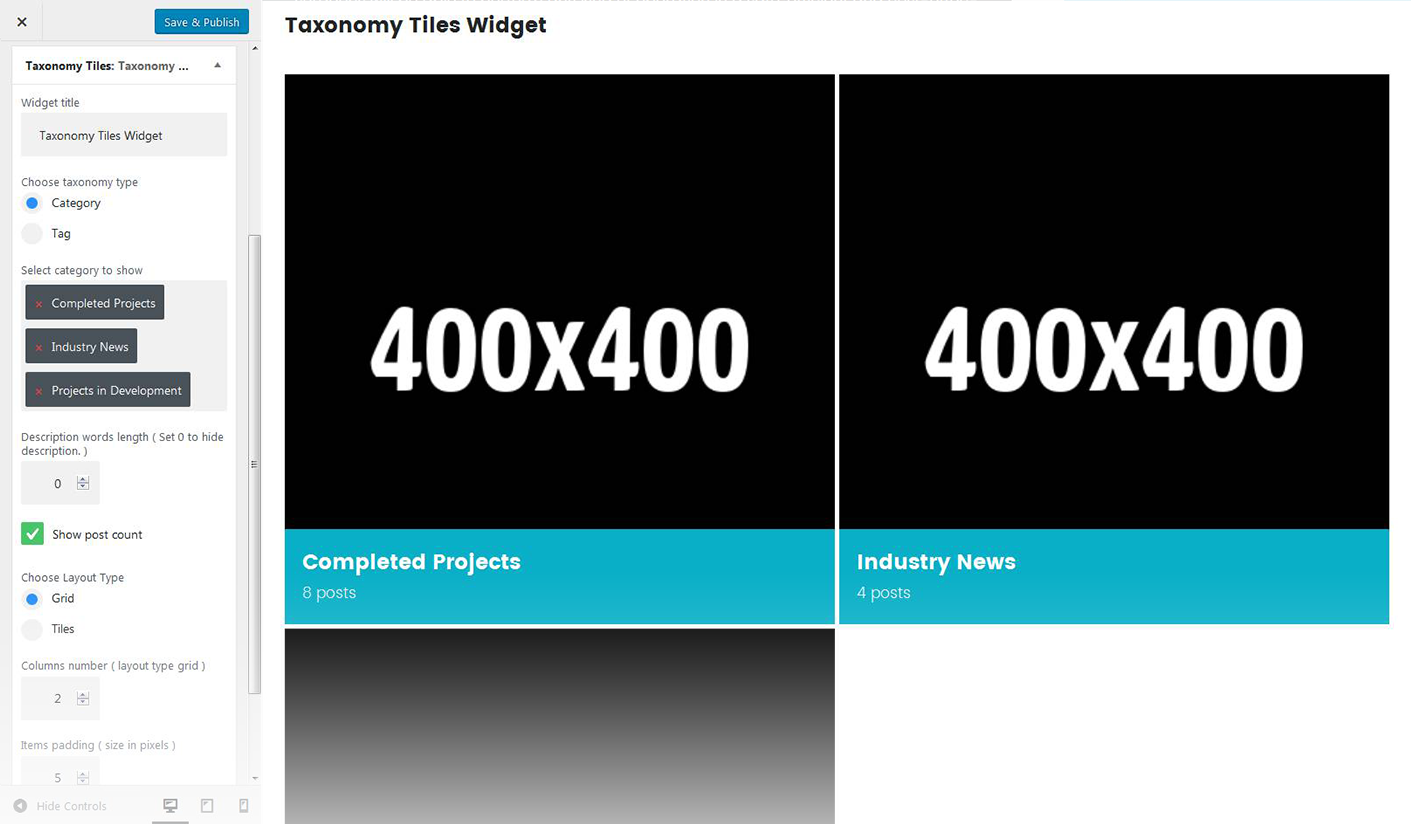 Save & Publish
Taxonomy Tiles: Taxonomy ...
Widget title
Taxonomy Tiles Widget
Choose taxonomy type
Category
Tag
Select category to show
× Completed Projects
× Industry News
× Projects in Development
Description words length ( Set 0 to hide
description. )
0
Show post count
Choose Layout Type
Grid
Tiles
Columns number ( layout type grid )
2
Items padding ( size in pixels )
5
Hide Controls
Taxonomy Tiles Widget
400x400
Completed Projects
8 posts
400x400
Industry News
4 posts